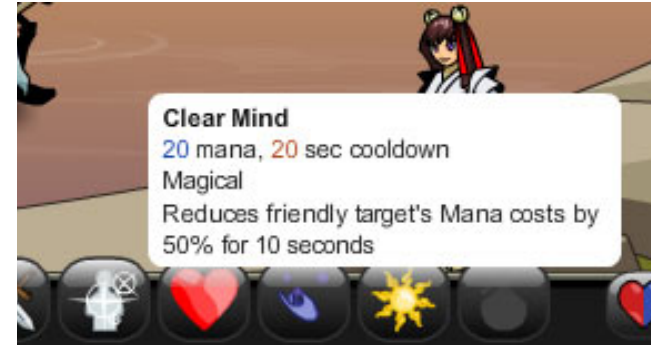 Clear Mind
20 mana, 20 sec cooldown
Magical
Reduces friendly target's Mana costs by
50% for 10 seconds